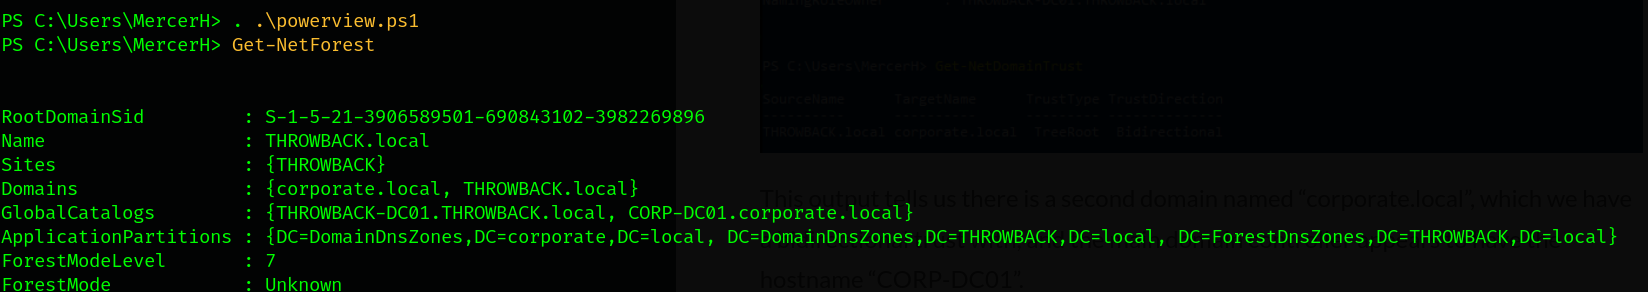 PS C:\Users\MercerH> . .\powerview.ps1
PS C:\Users\MercerH> Get-NetForest
RootDomainSid : S-1-5-21-3906589501-690843102-3982269896
Name : THROWBACK.local
Sites : {THROWBACK}
Domains : {corporate.local, THROWBACK.local}
GlobalCatalogs : {THROWBACK-DC01.THROWBACK.local, CORP-DC01.corporate.local}
ApplicationPartitions : {DC=DomainDnsZones,DC=corporate,DC=local, DC=DomainDnsZones,DC=THROWBACK,DC=local, DC=ForestDnsZones,DC=THROWBACK,DC=local}
ForestModeLevel : 7
ForestMode : Unknown
PS C:\Users\MercerH> Get-NetDomainTrust
SourceName TargetName TrustType TrustDirection
THROWBACK.local corporate.local TreeRoot Bidirectional
This output tells us there is a second domain named "corporate.local", which we have
hostname "CORP-DC01".